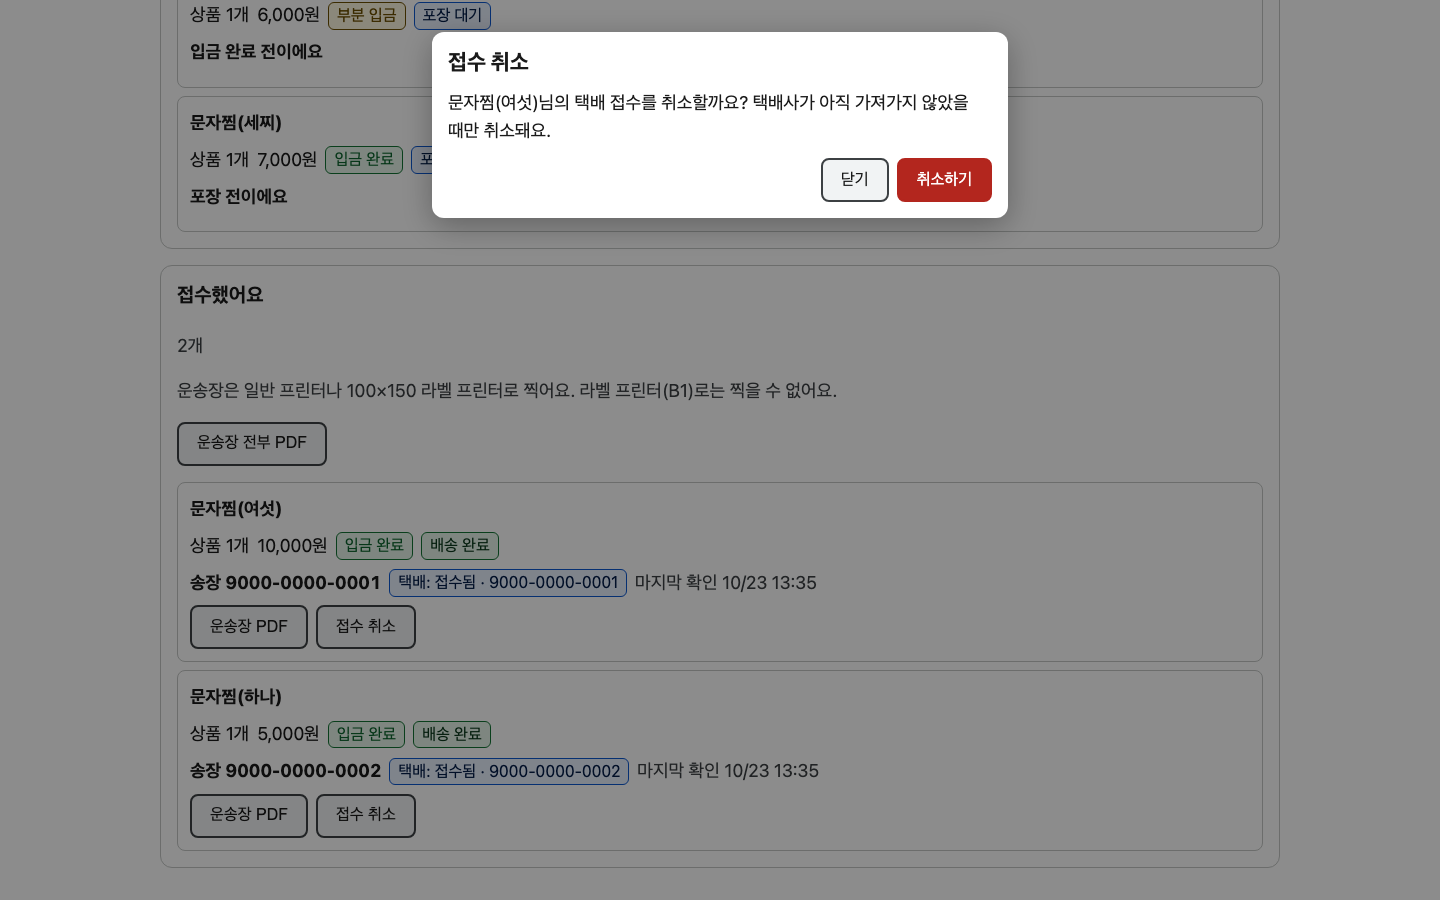 상품 1개 6,000원 부분 입금 포장 대기
입금 완료 전이에요
접수 취소
문자찜(여섯)님의 택배 접수를 취소할까요? 택배사가 아직 가져가지 않았을
때만 취소돼요.
닫기 취소하기
문자찜(세찌)
상품 1개 7,000원 입금 완료 포
포장 전이에요
접수했어요
2개
운송장은 일반 프린터나 100×150 라벨 프린터로 찍어요. 라벨 프린터(B1)로는 찍을 수 없어요.
운송장 전부 PDF
문자찜(여섯)
상품 1개 10,000원 입금 완료 배송 완료
송장 9000-0000-0001 택배: 접수됨 · 9000-0000-0001 마지막 확인 10/23 13:35
운송장 PDF 접수 취소
문자찜(하나)
상품 1개 5,000원 입금 완료 배송 완료
송장 9000-0000-0002 택배: 접수됨 · 9000-0000-0002 마지막 확인 10/23 13:35
운송장 PDF 접수 취소